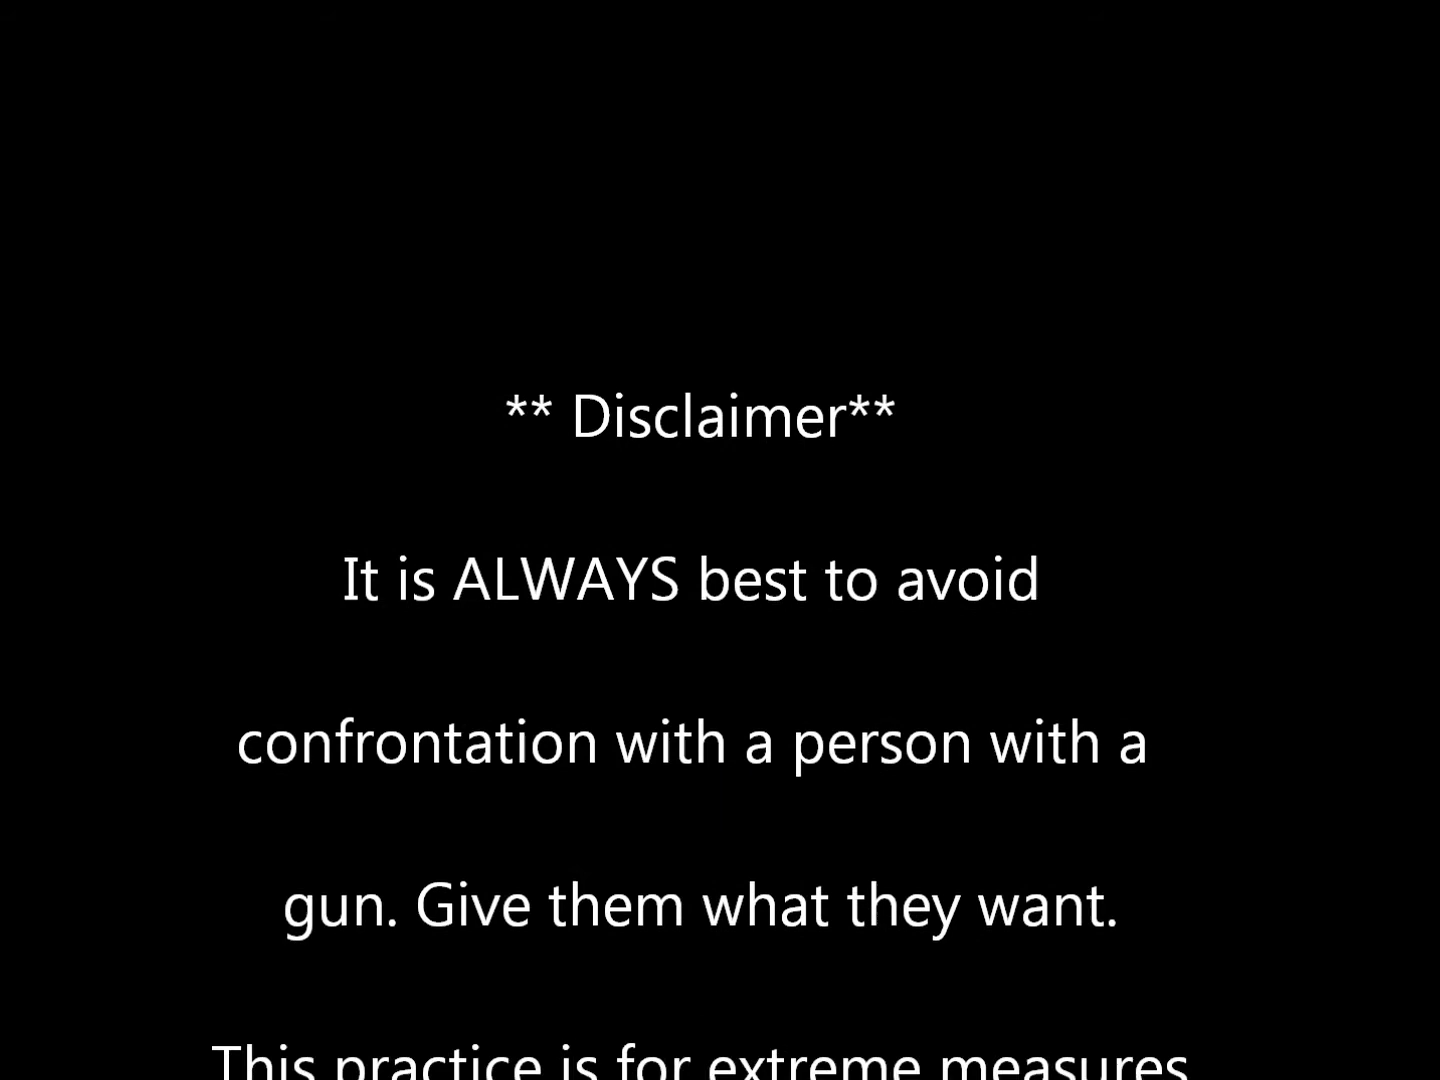 ** Disclaimer**
It is ALWAYS best to avoid
confrontation with a person with a
gun. Give them what they want.
This practice is for extreme measures